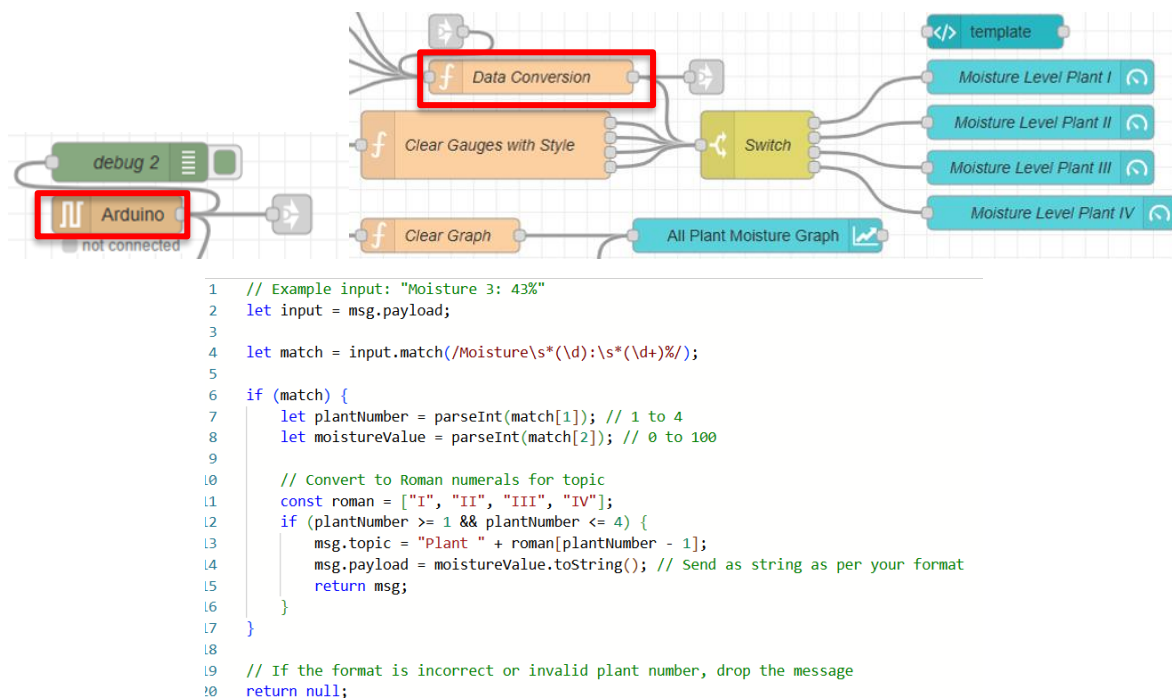 template
Data Conversion
Moisture Level Plant I
Moisture Level Plant II
Clear Gauges with Style
Switch
debug 2
Moisture Level Plant III
Arduino
Moisture Level Plant IV
not connected
Clear Graph
All Plant Moisture Graph
1 // Example input: "Moisture 3: 43%"
2 let input = msg.payload;
3
4 let match = input.match(/Moisture\s*(\d):\s*(\d+)%/);
5
6 if (match) {
7 let plantNumber = parseInt(match[1]); // 1 to 4
8 let moistureValue = parseInt(match[2]); // 0 to 100
9
10 // Convert to Roman numerals for topic
11 const roman = ["I", "II", "III", "IV"];
12 if (plantNumber >= 1 && plantNumber <= 4) {
13 msg.topic = "Plant " + roman[plantNumber - 1];
14 msg.payload = moistureValue.toString(); // Send as string as per your format
15 return msg;
16 }
17 }
18
19 // If the format is incorrect or invalid plant number, drop the message
20 return null;